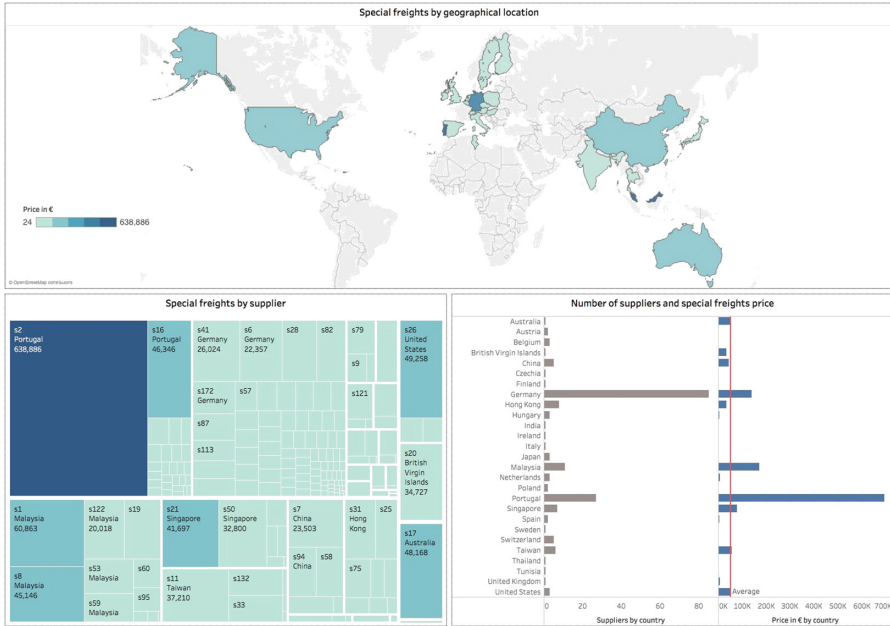 Special freights by geographical location
Price in €
24 638,886
© OpenStreetMap contributors
Special freights by supplier
s2
Portugal
638,886
s16
Portugal
46,346
s41
Germany
26,024
s6
Germany
22,357
s28
s82
s79
s9
s26
United
States
49,258
s172
Germany
s57
s121
s87
s113
s20
British
Virgin
Islands
34,727
s1
Malaysia
60,863
s122
Malaysia
20,018
s19
s21
Singapore
41,697
s50
Singapore
32,800
s7
China
23,503
s31
Hong
Kong
s25
s17
Australia
48,168
s94
China
s58
s8
Malaysia
45,146
s53
Malaysia
s60
s59
Malaysia
s95
s11
Taiwan
37,210
s132
s33
s75
Number of suppliers and special freights price
Australia
Austria
Belgium
British Virgin Islands
China
Czechia
Finland
Germany
Hong Kong
Hungary
India
Ireland
Italy
Japan
Malaysia
Netherlands
Poland
Portugal
Singapore
Spain
Sweden
Switzerland
Taiwan
Thailand
Tunisia
United Kingdom
United States
Average
0 20 40 60 80
0K 100K 200K 300K 400K 500K 600K 700K
Suppliers by country
Price in € by country